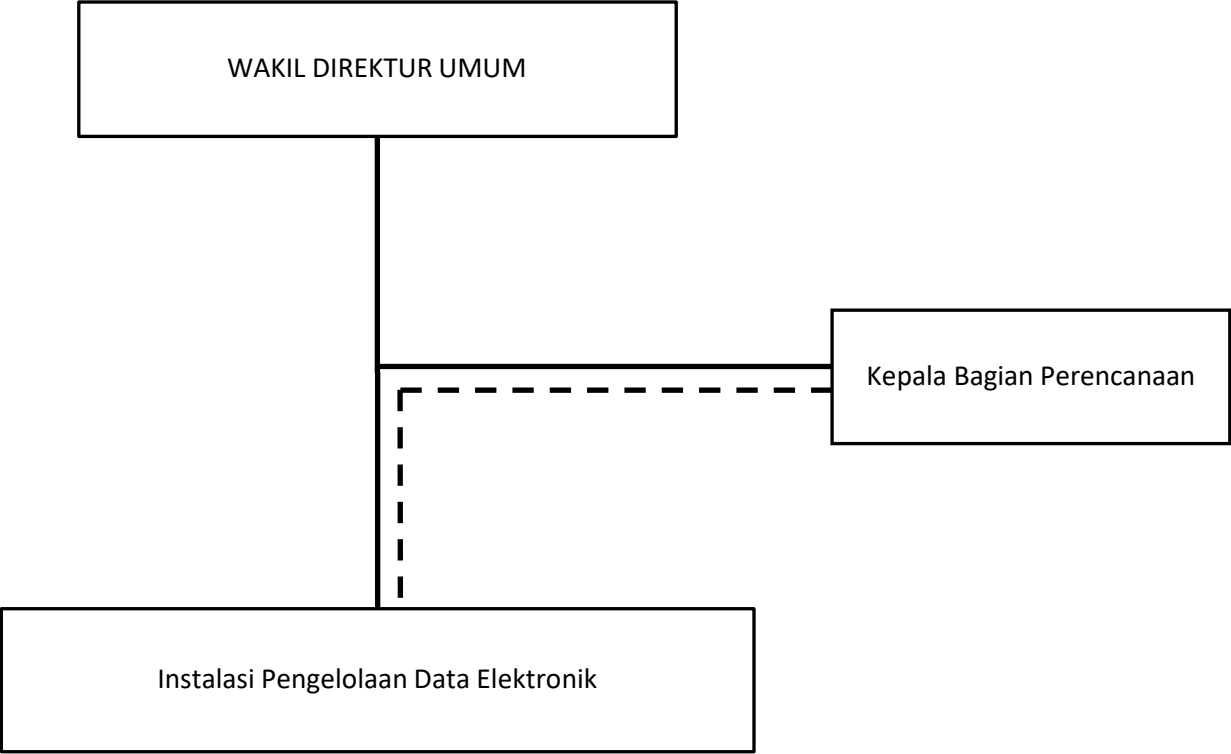 WAKIL DIREKTUR UMUM
Kepala Bagian Perencanaan
Instalasi Pengelolaan Data Elektronik